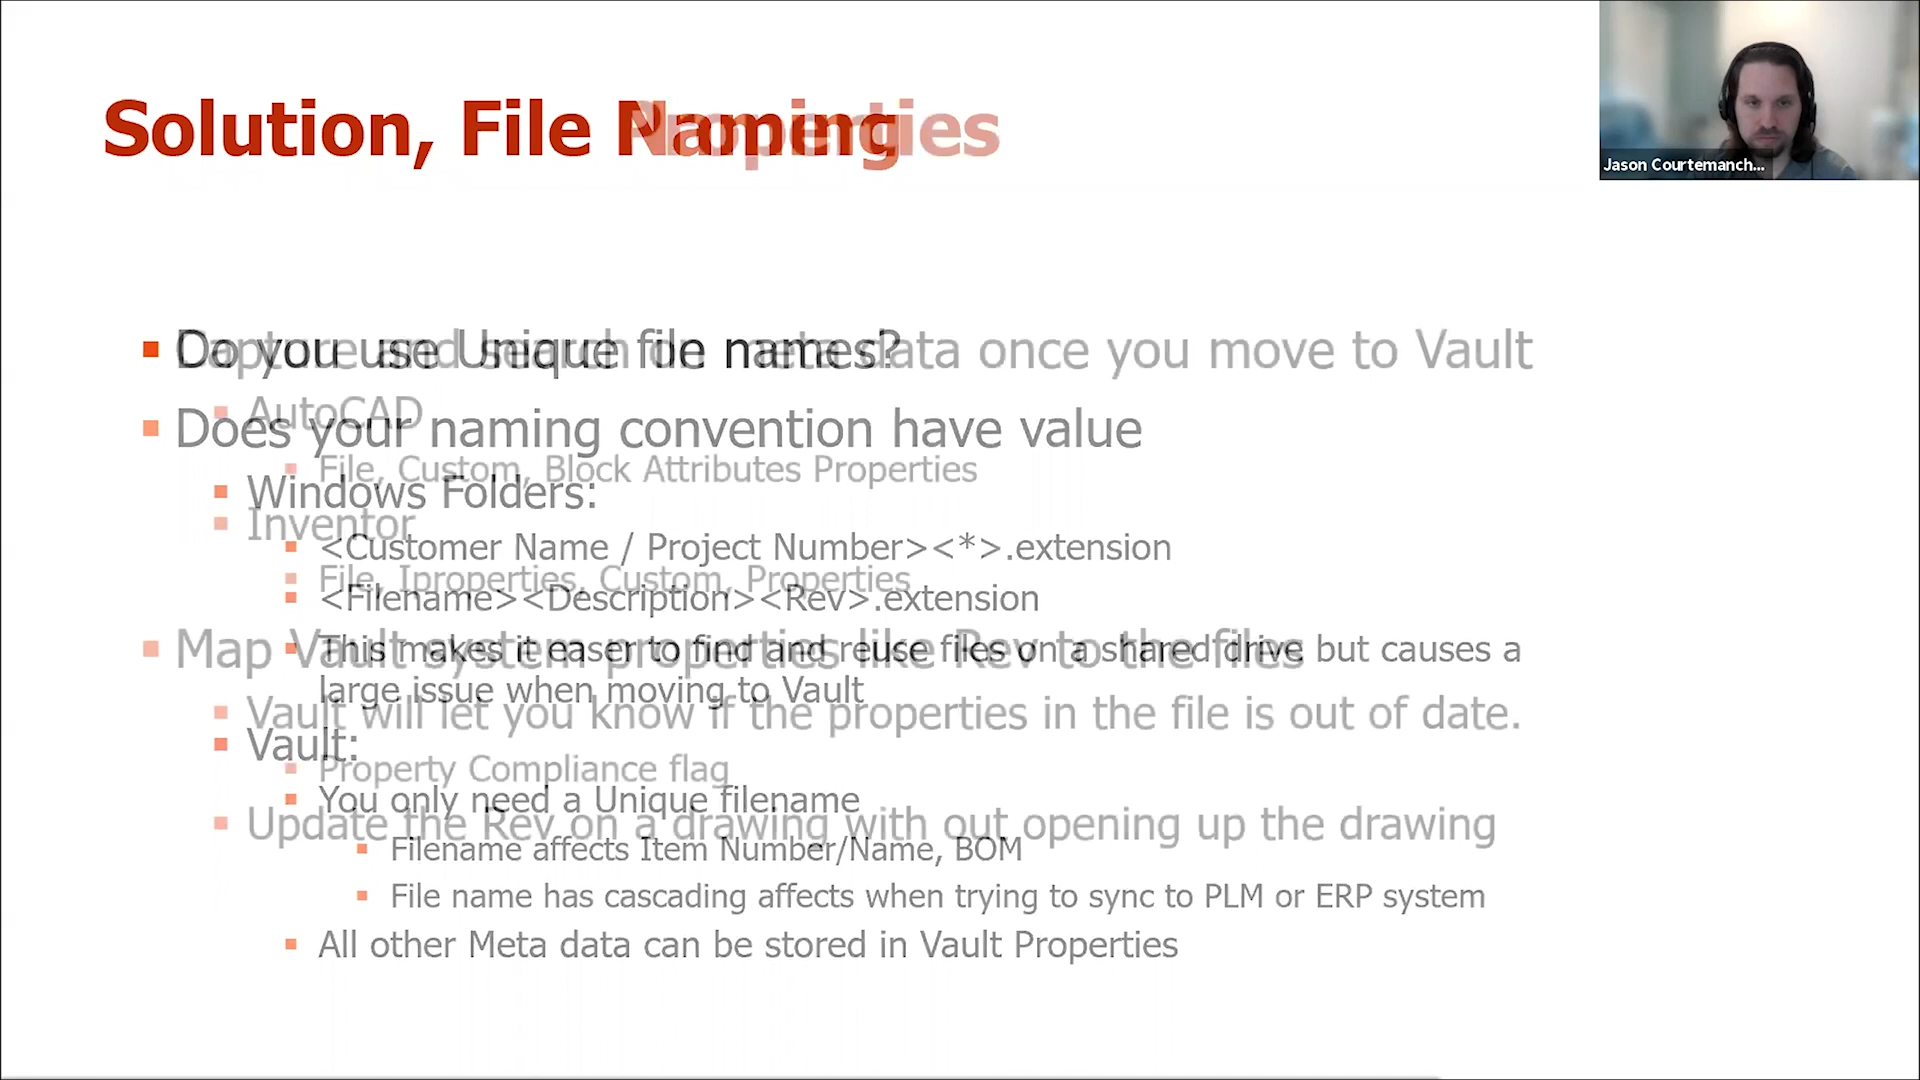 Solution, File Naming
Properties
Jason Courtemanch...
Do you use Unique file names?
Capture and search on meta data once you move to Vault
AutoCAD
Does your naming convention have value
File, Custom, Block Attributes Properties
Windows Folders:
Inventor
<Customer Name / Project Number><*>.extension
File, Iproperties, Custom, Properties
<Filename><Description><Rev>.extension
Map Vault system properties like Rev to the files
This makes it easer to find and reuse files on a shared drive but causes a
large issue when moving to Vault
Vault will let you know if the properties in the file is out of date.
Vault:
Property Compliance flag
You only need a Unique filename
Update the Rev on a drawing with out opening up the drawing
Filename affects Item Number/Name, BOM
File name has cascading affects when trying to sync to PLM or ERP system
All other Meta data can be stored in Vault Properties